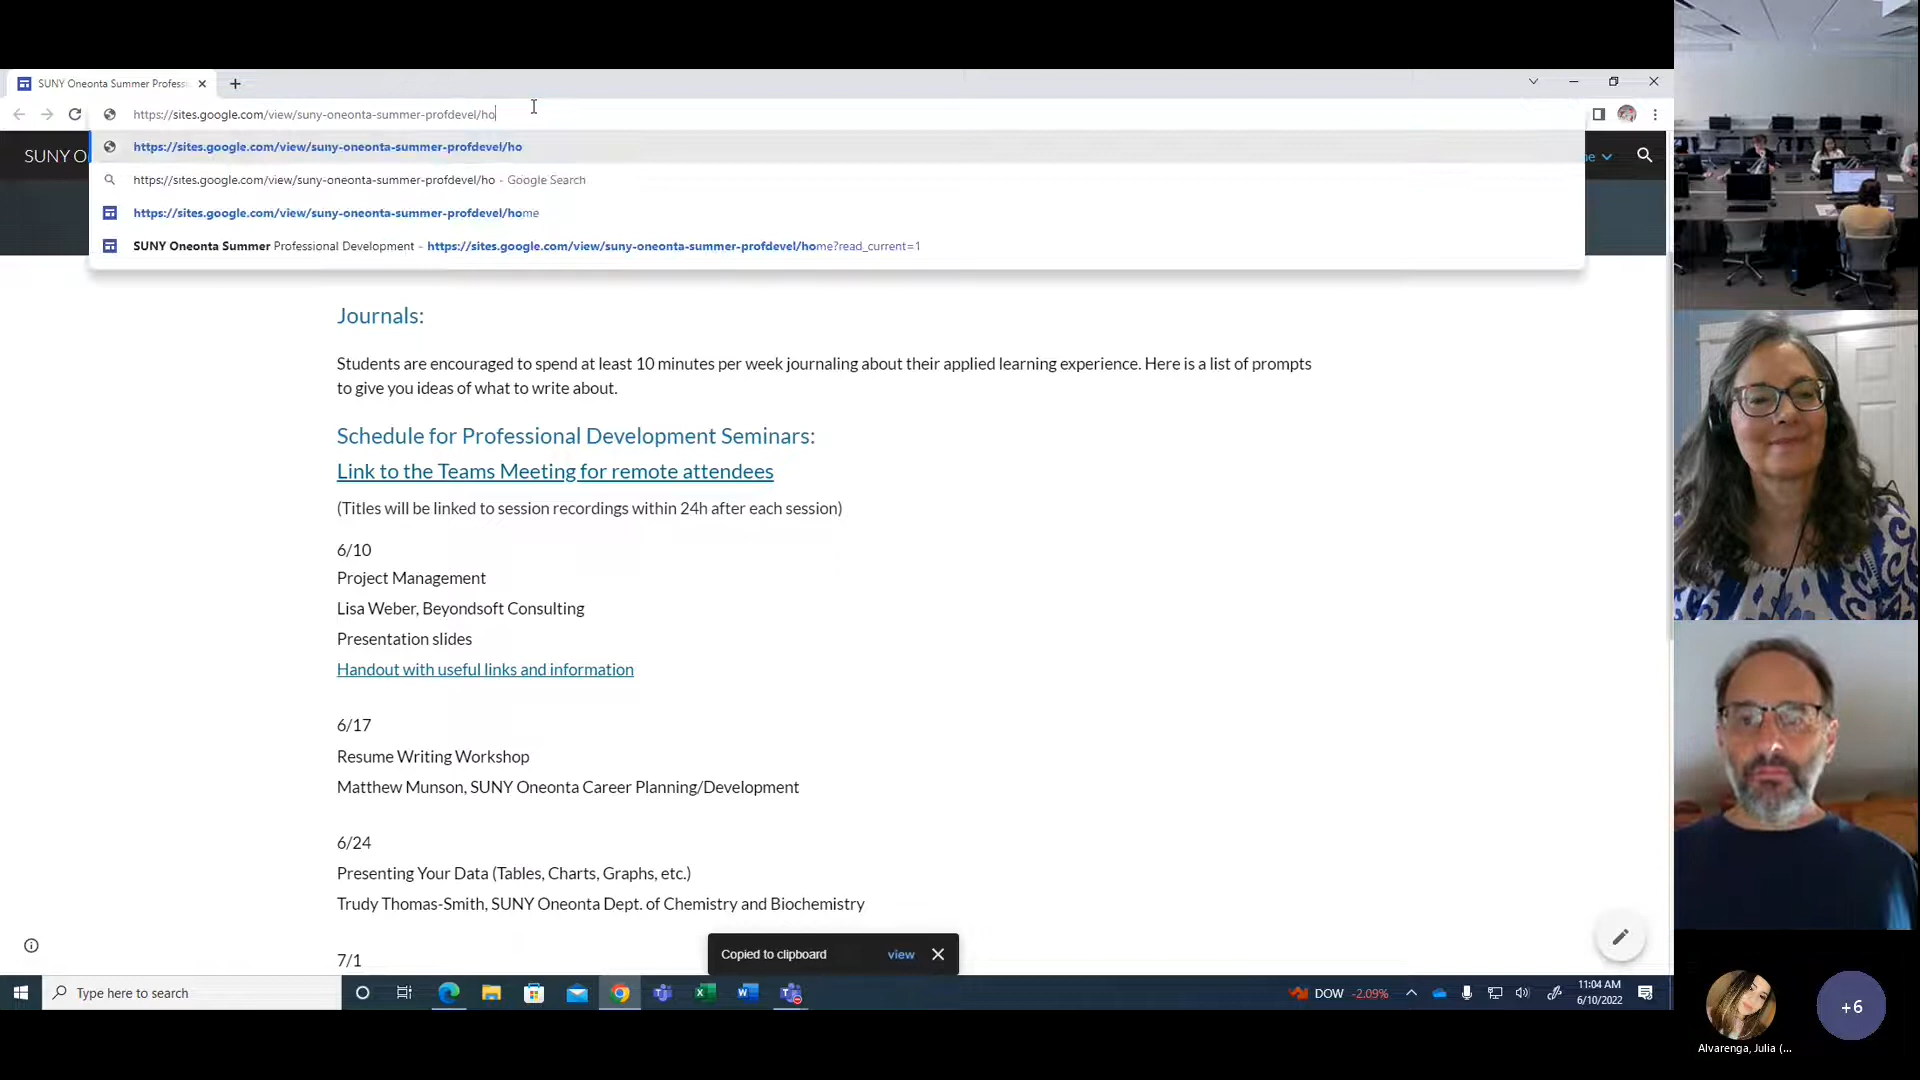 SUNY Oneonta Summer Profess
https://sites.google.com/view/suny-oneonta-summer-profdevel/ho
https://sites.google.com/view/suny-oneonta-summer-profdevel/ho
https://sites.google.com/view/suny-oneonta-summer-profdevel/ho - Google Search
https://sites.google.com/view/suny-oneonta-summer-profdevel/home
SUNY Oneonta Summer Professional Development - https://sites.google.com/view/suny-oneonta-summer-profdevel/home?read_current=1
SUNY O
me
Journals:
Students are encouraged to spend at least 10 minutes per week journaling about their applied learning experience. Here is a list of prompts
to give you ideas of what to write about.
Schedule for Professional Development Seminars:
Link to the Teams Meeting for remote attendees
(Titles will be linked to session recordings within 24h after each session)
6/10
Project Management
Lisa Weber, Beyondsoft Consulting
Presentation slides
Handout with useful links and information
6/17
Resume Writing Workshop
Matthew Munson, SUNY Oneonta Career Planning/Development
6/24
Presenting Your Data (Tables, Charts, Graphs, etc.)
Trudy Thomas-Smith, SUNY Oneonta Dept. of Chemistry and Biochemistry
7/1
Copied to clipboard view
Type here to search
DOW -2.09%
11:04 AM
6/10/2022
+6
Alvarenga, Julia (...